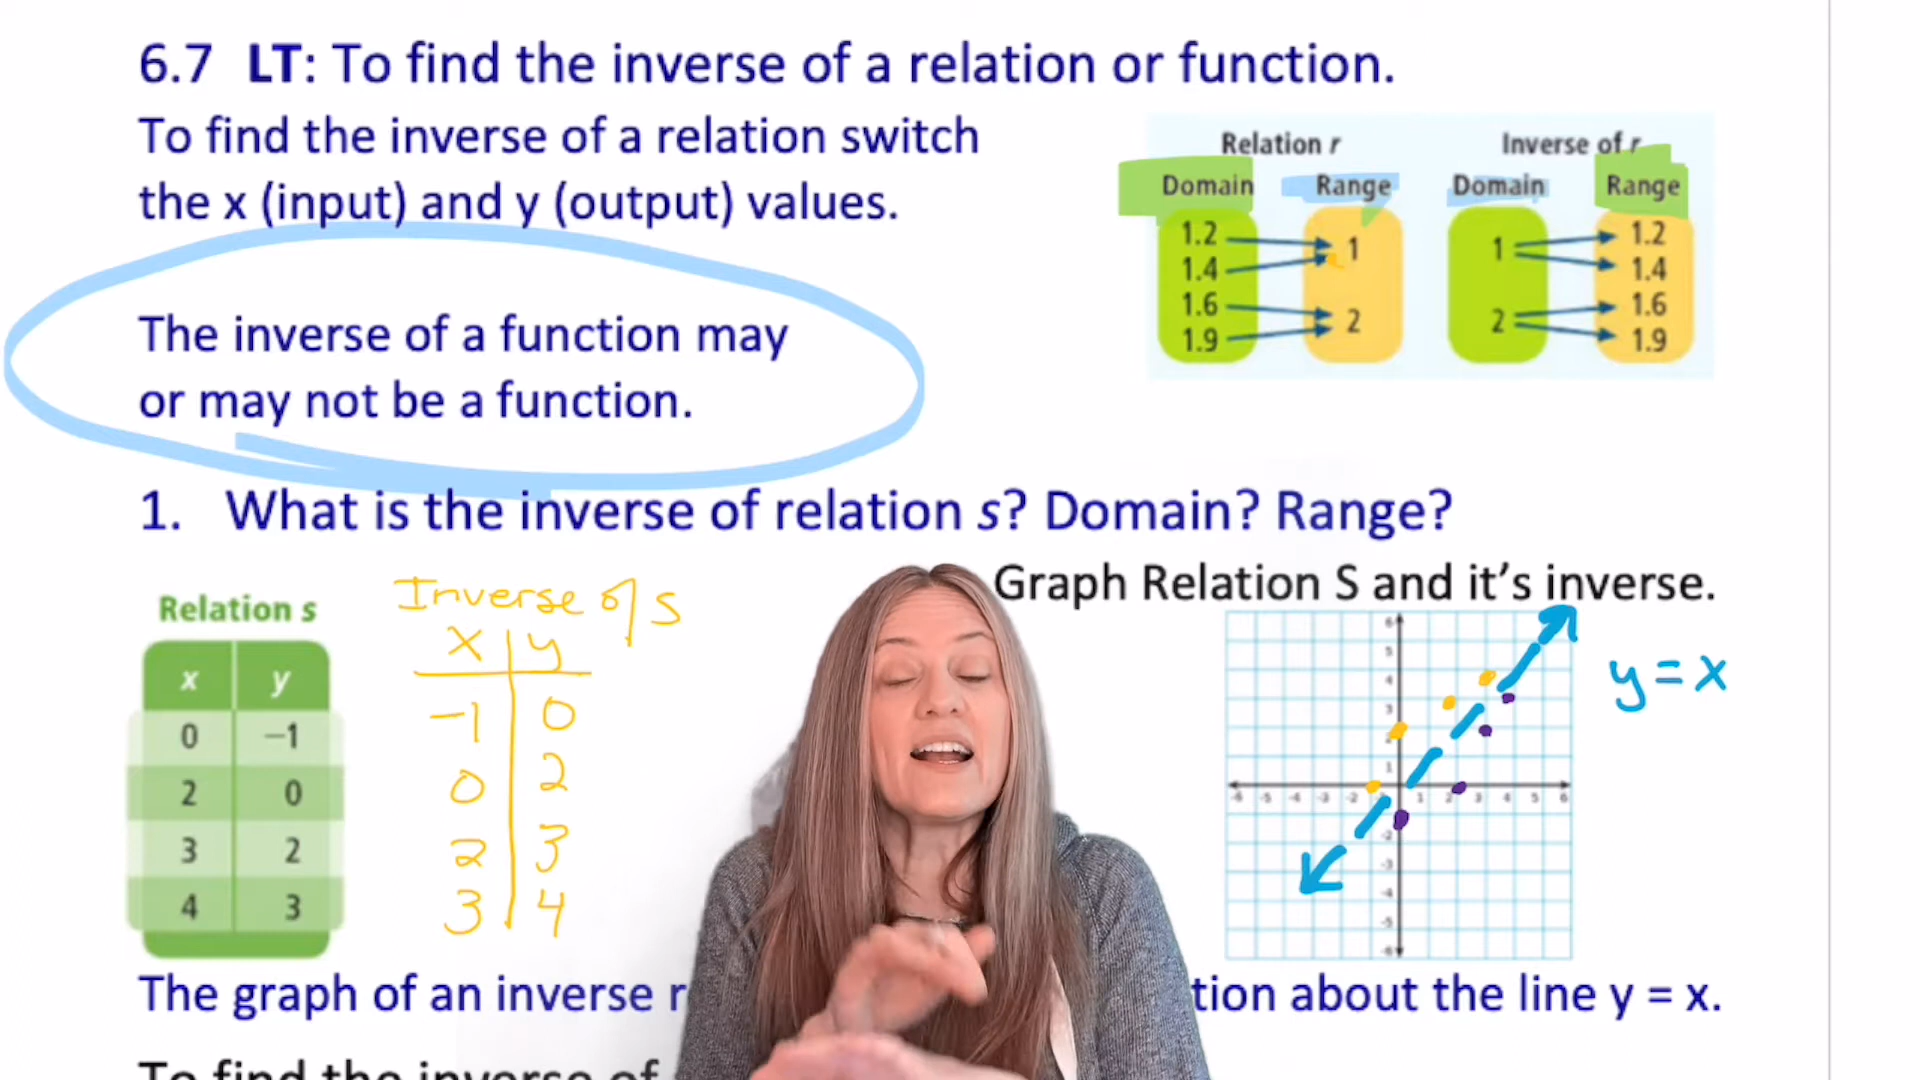 6.7 LT: To find the inverse of a relation or function.
To find the inverse of a relation switch
the x (input) and y (output) values.
Relation r Inverse of r
Domain Range Domain Range
1.2 1 1 1.2
1.4 1.4
1.6 2 2 1.6
1.9 1.9
The inverse of a function may
or may not be a function.
1. What is the inverse of relation s? Domain? Range?
Graph Relation S and it's inverse.
Relation s
x y
0 −1
2 0
3 2
4 3
Inverse of s
x y
-1 0
0 2
2 3
3 4
y = x
The graph of an inverse r
tion about the line y = x.
To find the inverse of